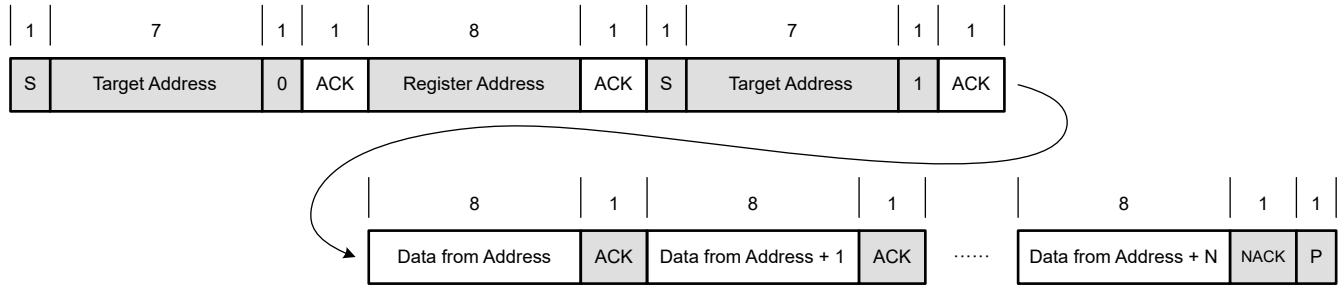 1 7 1 1 8 1 1 7 1 1
S Target Address 0 ACK Register Address ACK S Target Address 1 ACK
8 1 8 1 8 1 1
Data from Address ACK Data from Address + 1 ACK ...... Data from Address + N NACK P